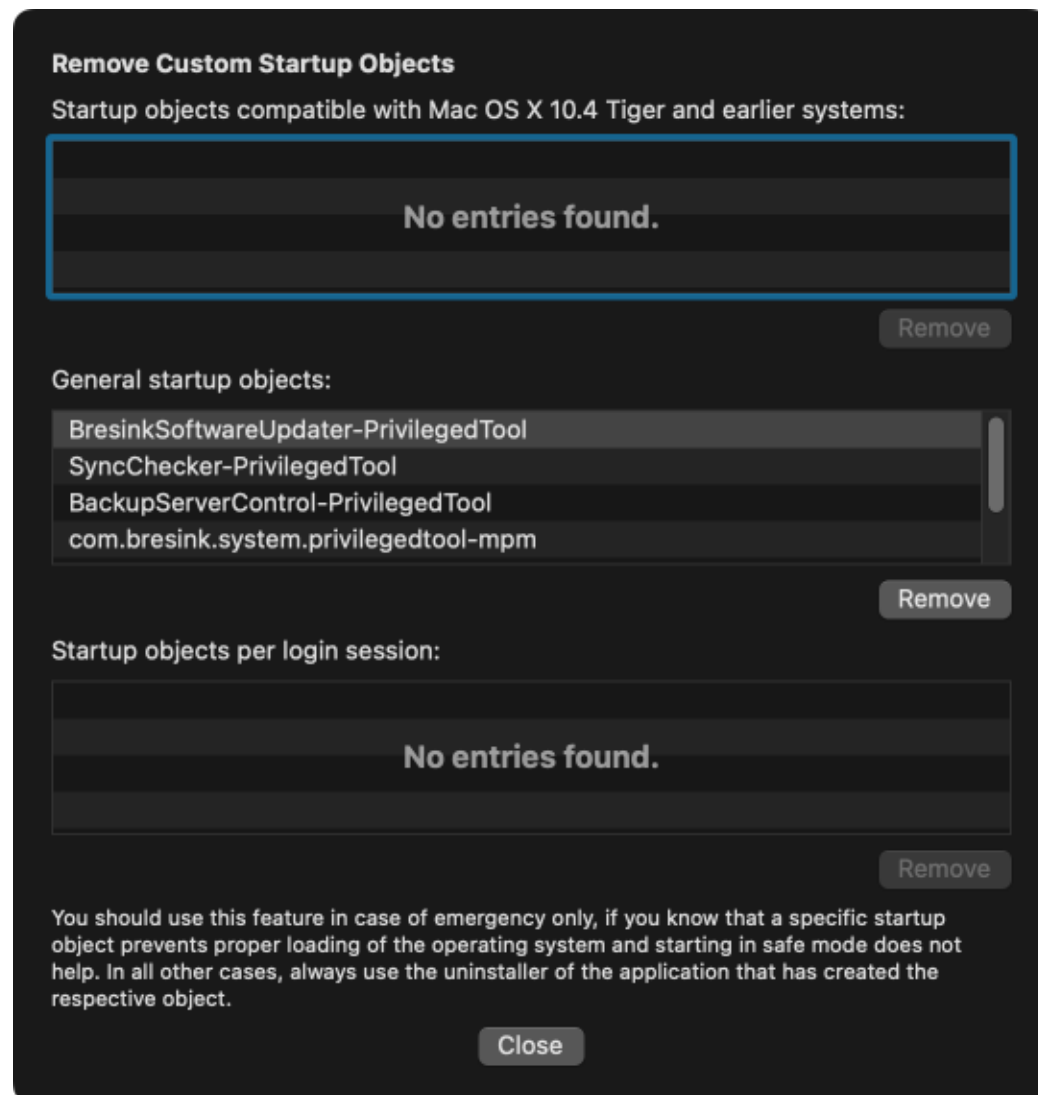 Remove Custom Startup Objects
Startup objects compatible with Mac OS X 10.4 Tiger and earlier systems:
No entries found.
Remove
General startup objects:
BresinkSoftwareUpdater-PrivilegedTool
SyncChecker-PrivilegedTool
BackupServerControl-PrivilegedTool
com.bresink.system.privilegedtool-mpm
Remove
Startup objects per login session:
No entries found.
Remove
You should use this feature in case of emergency only, if you know that a specific startup
object prevents proper loading of the operating system and starting in safe mode does not
help. In all other cases, always use the uninstaller of the application that has created the
respective object.
Close